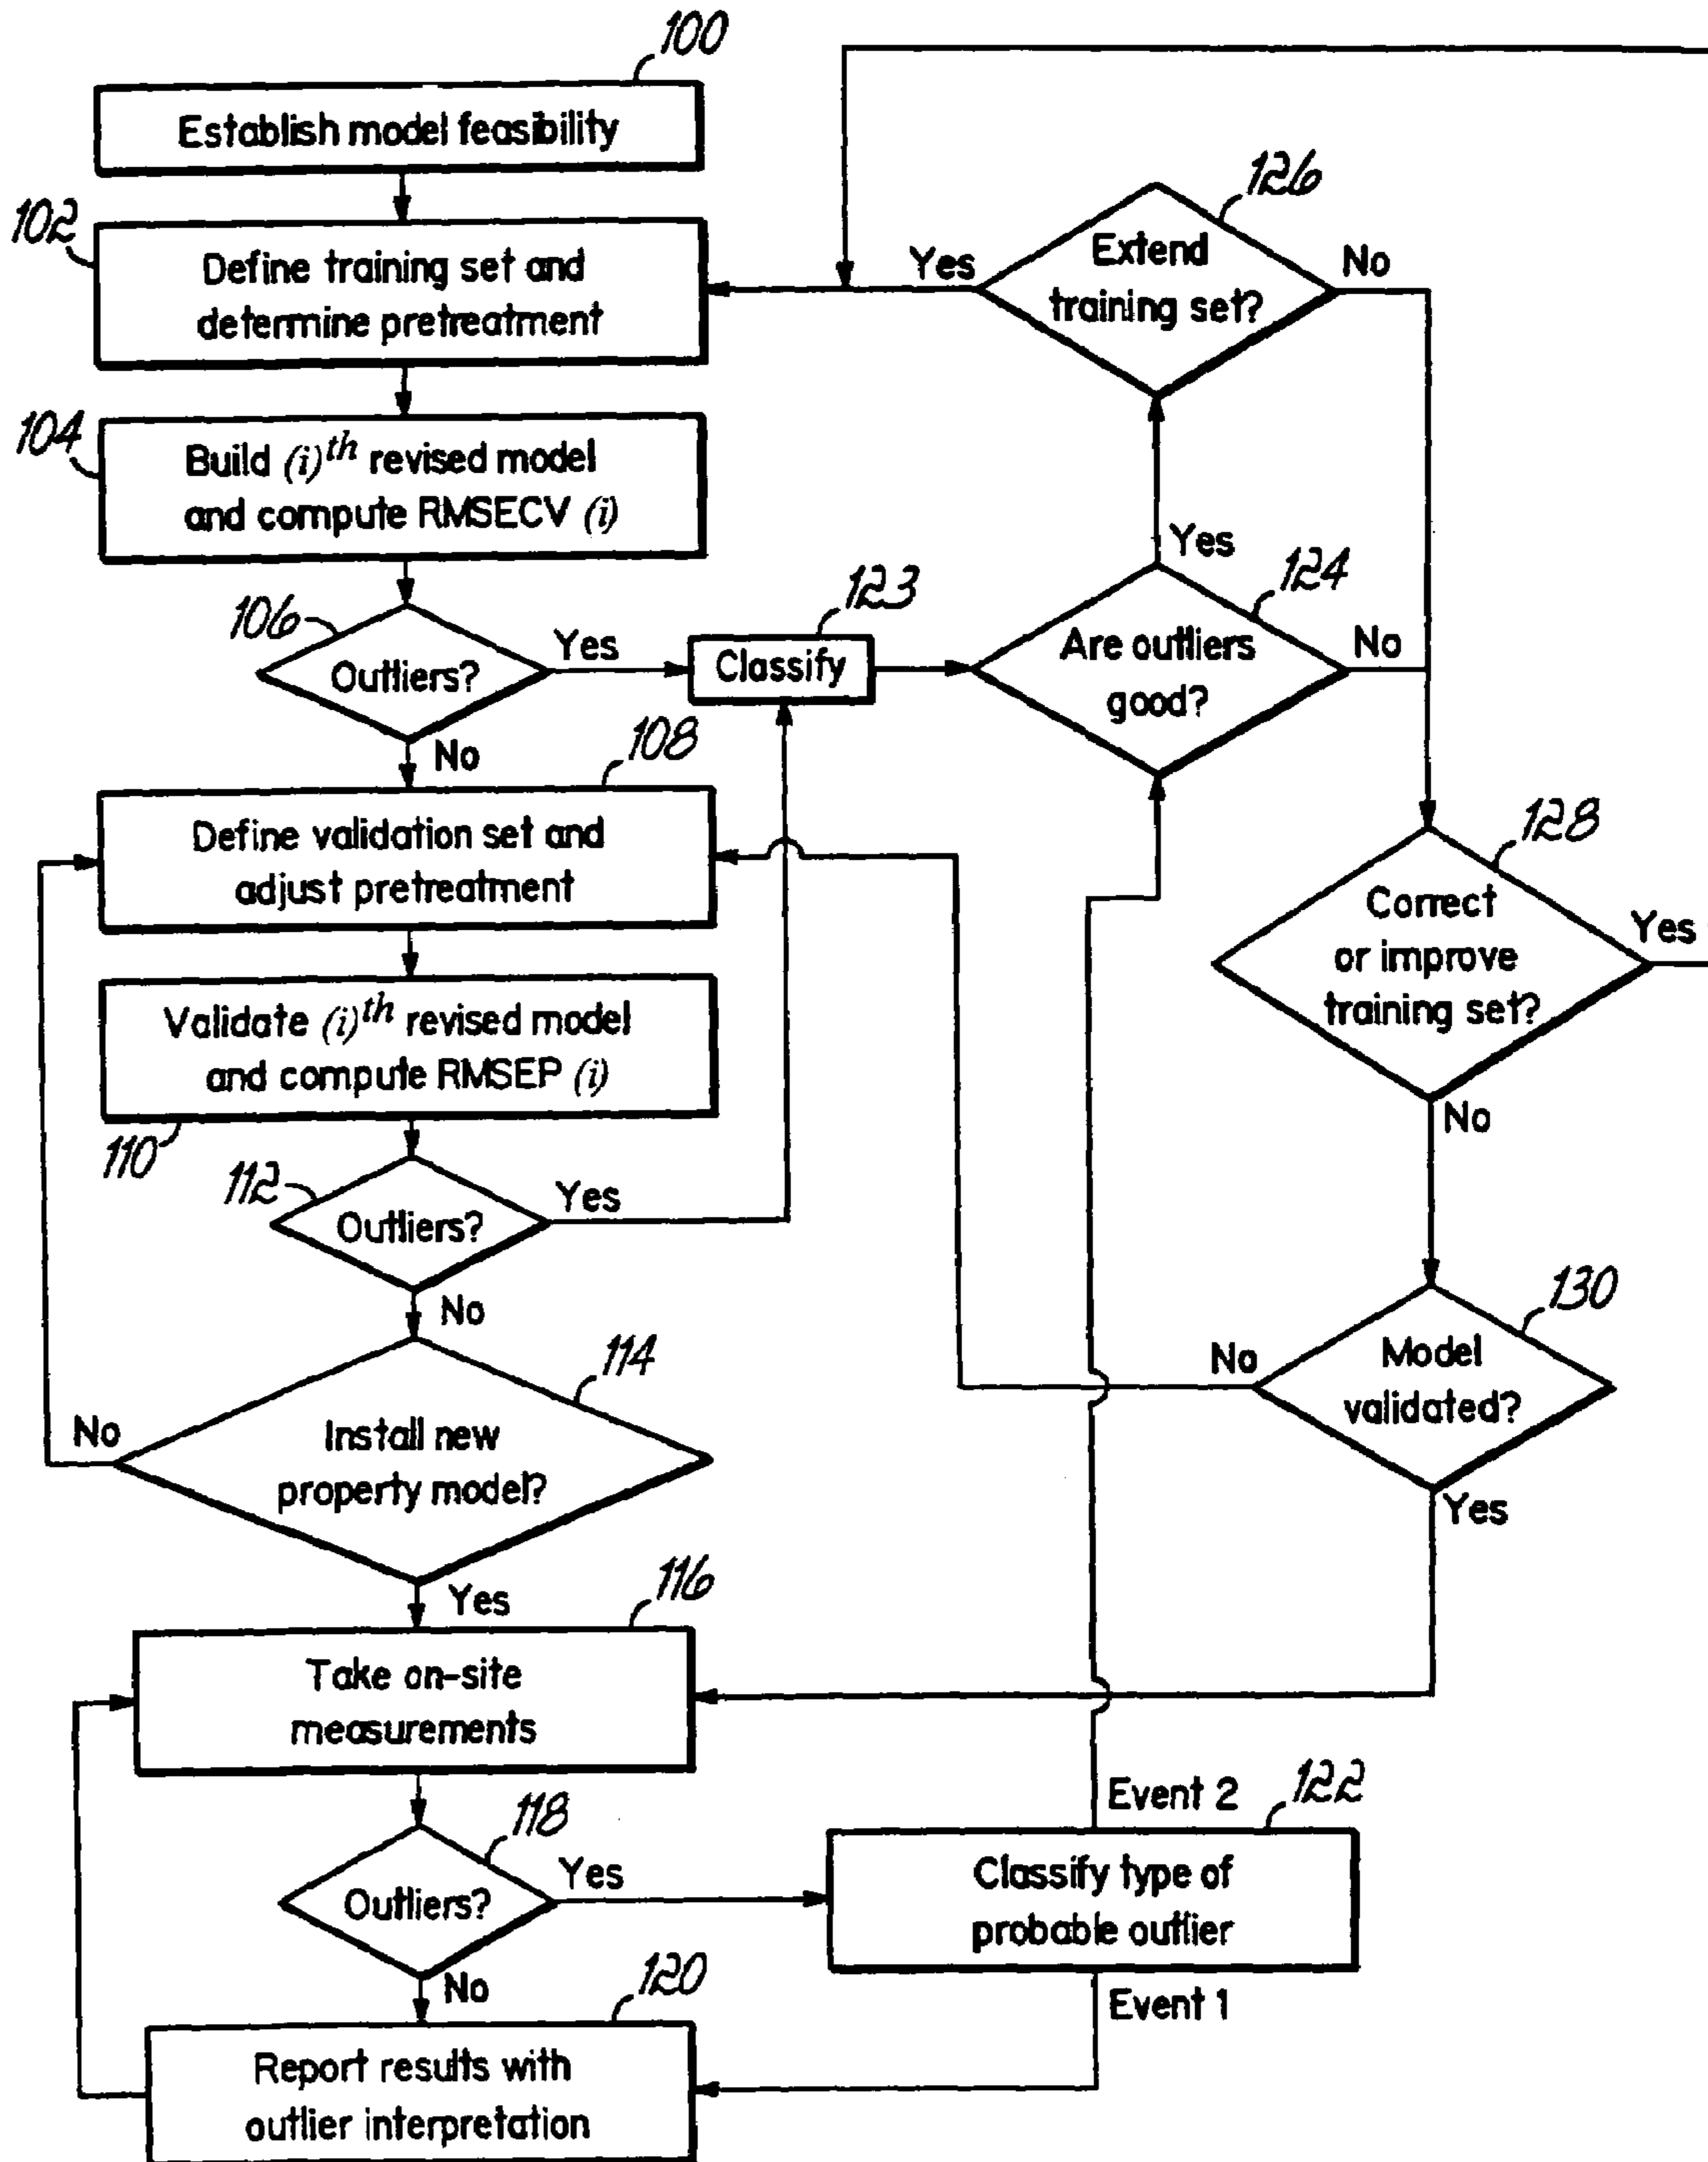 100
Establish model feasibility
102
Define training set and
determine pretreatment
126
Extend
training set?
Yes
No
104
Build (i)th revised model
and compute RMSECV (i)
106
Outliers?
Yes
No
123
Classify
124
Are outliers
good?
Yes
No
108
Define validation set and
adjust pretreatment
128
Correct
or improve
training set?
Yes
No
Validate (i)th revised model
and compute RMSEP (i)
110
112
Outliers?
Yes
No
130
Model
validated?
No
Yes
114
Install new
property model?
No
Yes
116
Take on-site
measurements
118
Outliers?
Yes
No
Event 2
122
Classify type of
probable outlier
Event 1
120
Report results with
outlier interpretation